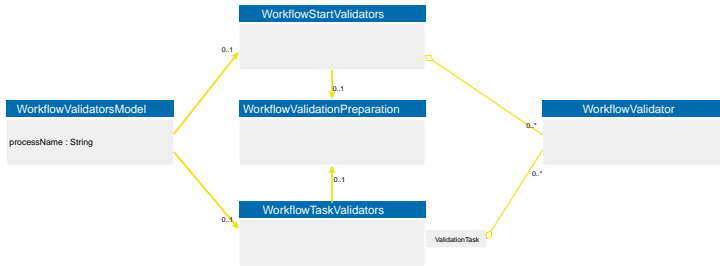 WorkflowStartValidators
0..1
0..1
WorkflowValidatorsModel
WorkflowValidationPreparation
WorkflowValidator
0..*
processName : String
0..*
0..1
WorkflowTaskValidators
0..1
ValidationTask